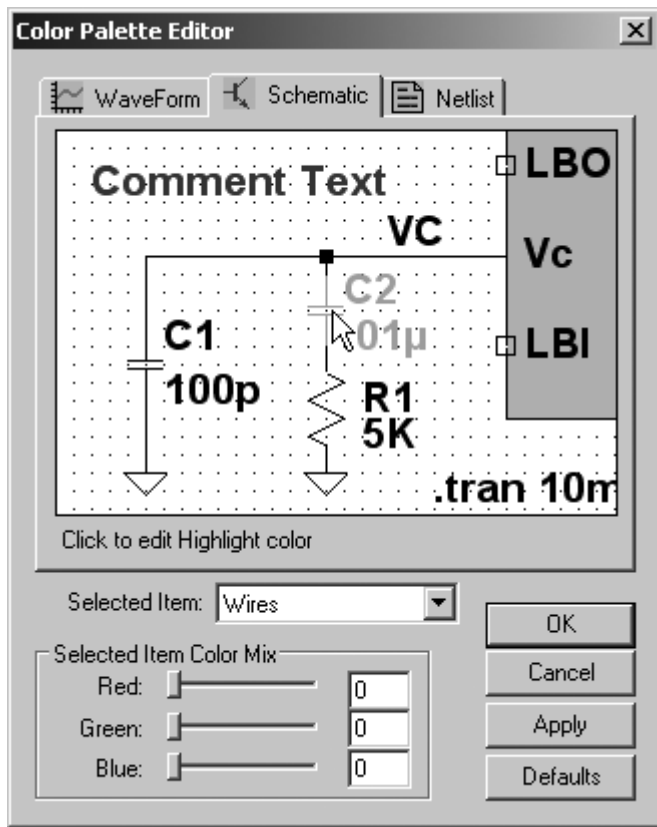 Color Palette Editor
WaveForm
Schematic
Netlist
Comment Text
LBO
VC
Vc
C2
C1
01µ
LBI
100p
R1
5K
.tran 10m
Click to edit Highlight color
Selected Item: Wires
OK
Selected Item Color Mix
Cancel
Red: 0
Green: 0
Apply
Blue: 0
Defaults